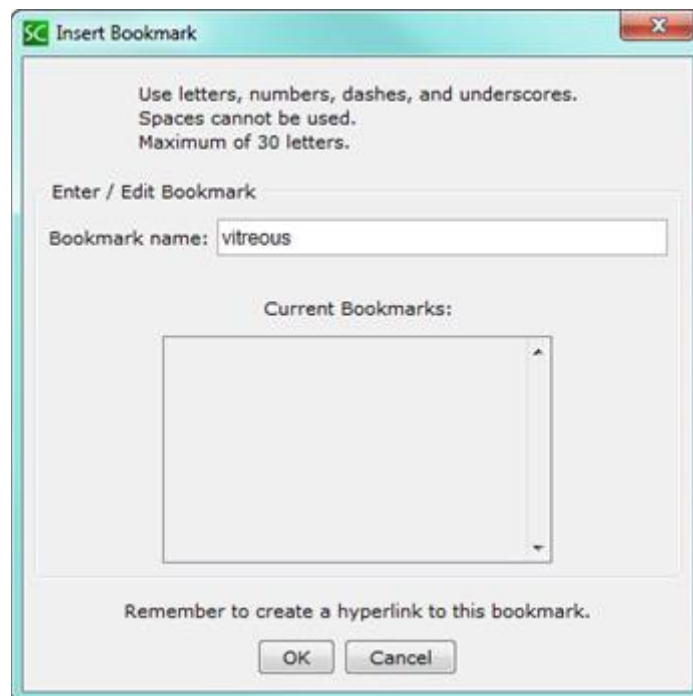 SC Insert Bookmark
Use letters, numbers, dashes, and underscores.
Spaces cannot be used.
Maximum of 30 letters.
Enter / Edit Bookmark
Bookmark name: vitreous
Current Bookmarks:
Remember to create a hyperlink to this bookmark.
OK Cancel